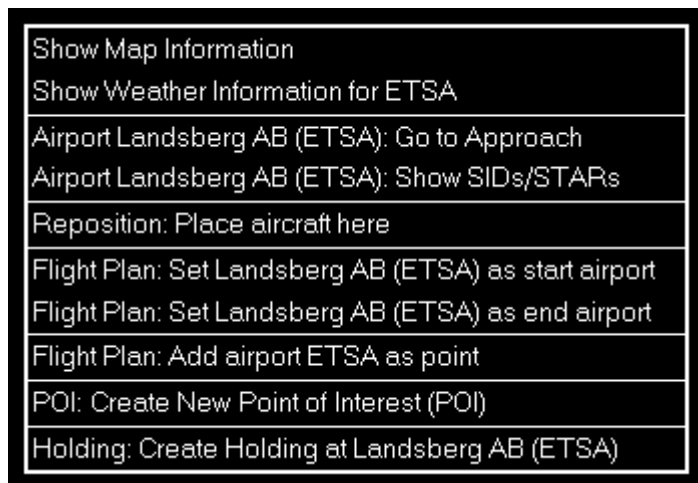 Show Map Information
Show Weather Information for ETSA
Airport Landsberg AB (ETSA): Go to Approach
Airport Landsberg AB (ETSA): Show SIDs/STARs
Reposition: Place aircraft here
Flight Plan: Set Landsberg AB (ETSA) as start airport
Flight Plan: Set Landsberg AB (ETSA) as end airport
Flight Plan: Add airport ETSA as point
POI: Create New Point of Interest (POI)
Holding: Create Holding at Landsberg AB (ETSA)